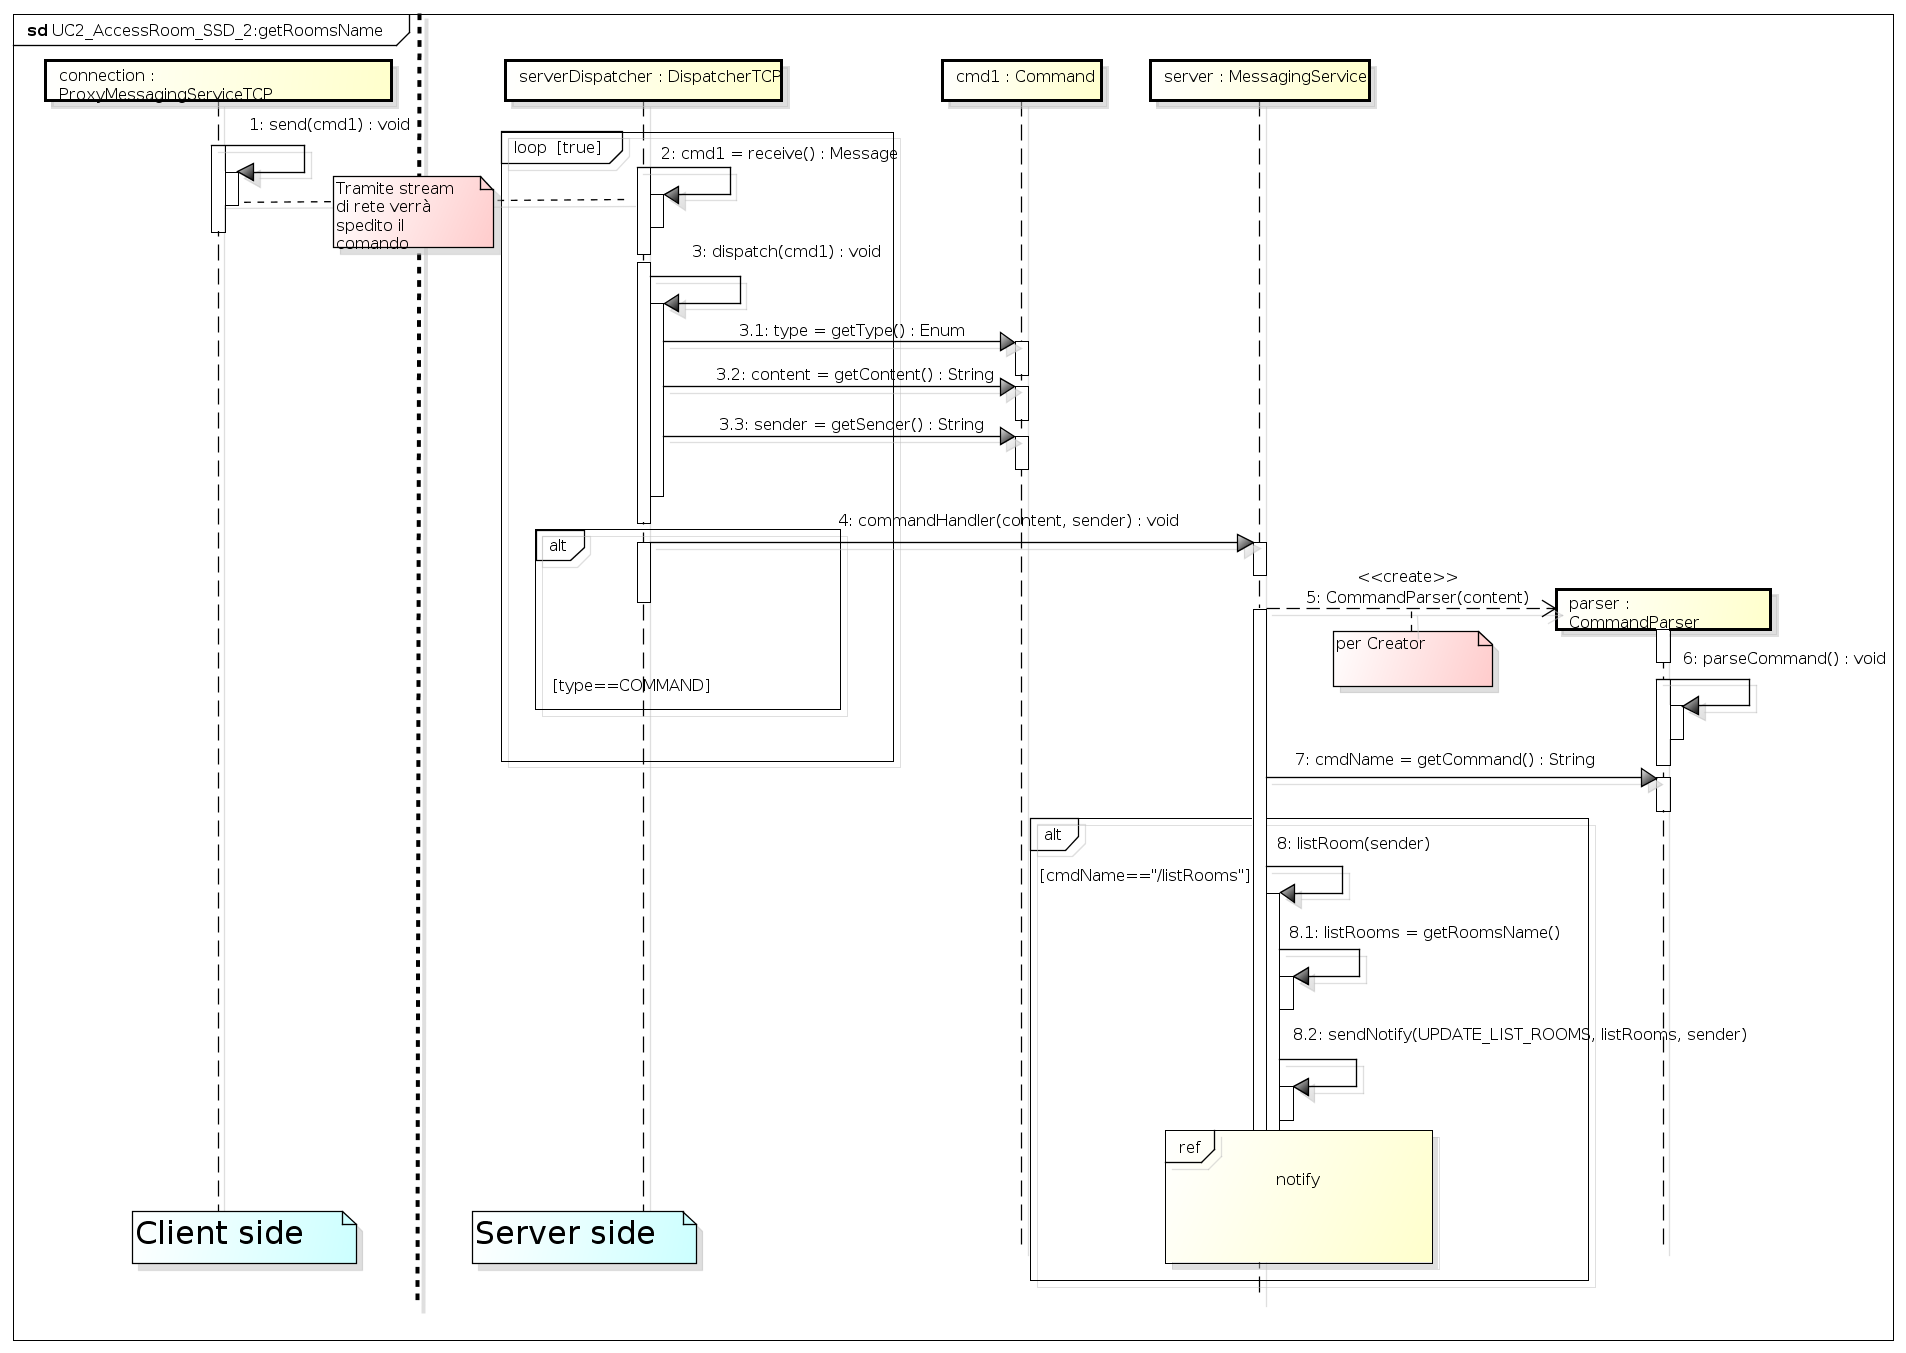 sd UC2_AccessRoom_SSD_2:getRoomsName
connection :
ProxyMessagingServiceTCP
serverDispatcher : DispatcherTCP
cmd1 : Command
server : MessagingService
1: send(cmd1) : void
loop [true]
2: cmd1 = receive() : Message
Tramite stream
di rete verrà
spedito il
comando
3: dispatch(cmd1) : void
3.1: type = getType() : Enum
3.2: content = getContent() : String
3.3: sender = getSender() : String
4: commandHandler(content, sender) : void
alt
<<create>>
5: CommandParser(content)
parser :
CommandParser
per Creator
6: parseCommand() : void
[type==COMMAND]
7: cmdName = getCommand() : String
alt
8: listRoom(sender)
[cmdName=="/listRooms"]
8.1: listRooms = getRoomsName()
8.2: sendNotify(UPDATE_LIST_ROOMS, listRooms, sender)
ref
notify
Client side
Server side